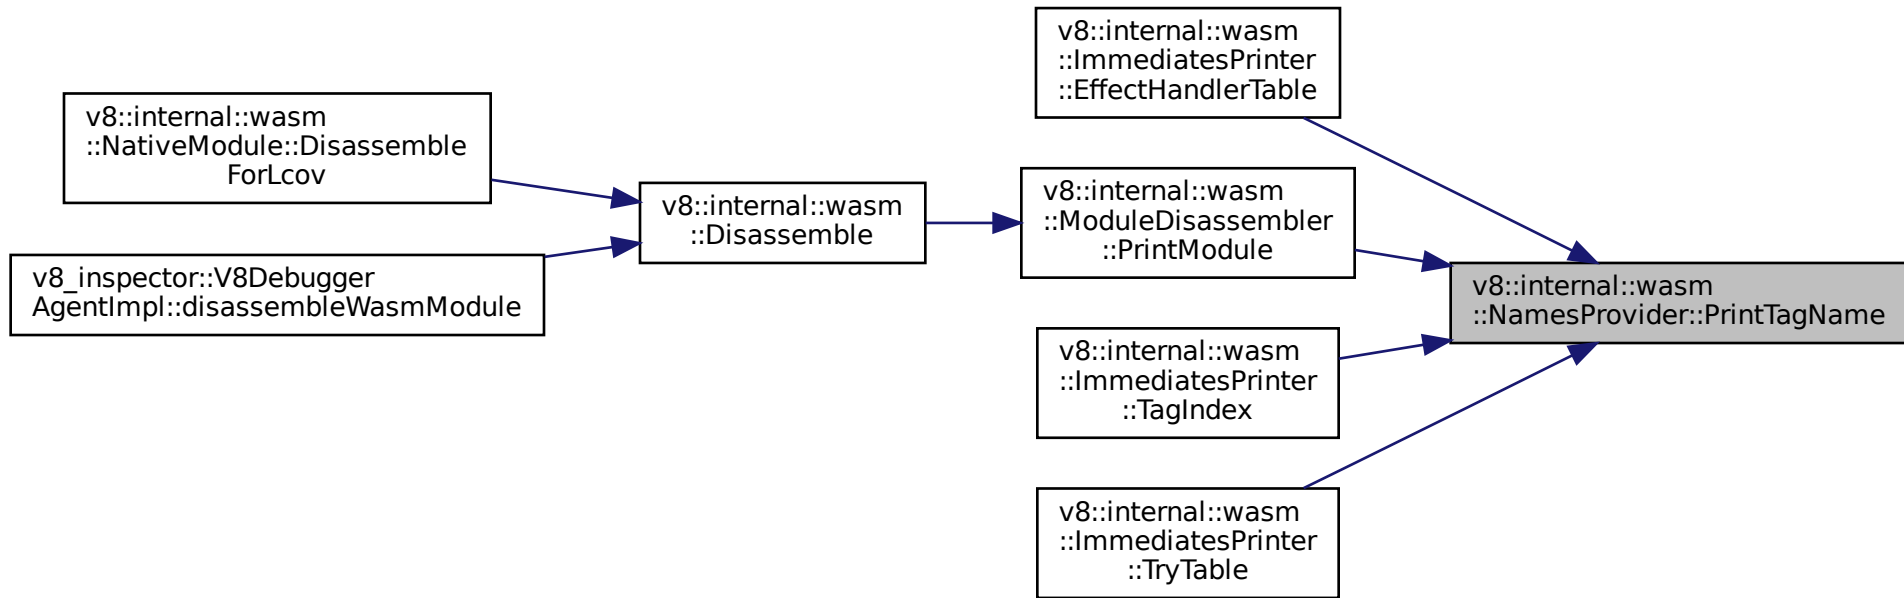 v8::internal::wasm
::ImmediatesPrinter
::EffectHandlerTable
v8::internal::wasm
::NativeModule::Disassemble
ForLcov
v8::internal::wasm
::ModuleDisassembler
::PrintModule
v8::internal::wasm
::Disassemble
v8_inspector::V8Debugger
AgentImpl::disassembleWasmModule
v8::internal::wasm
::NamesProvider::PrintTagName
v8::internal::wasm
::ImmediatesPrinter
::TagIndex
v8::internal::wasm
::ImmediatesPrinter
::TryTable